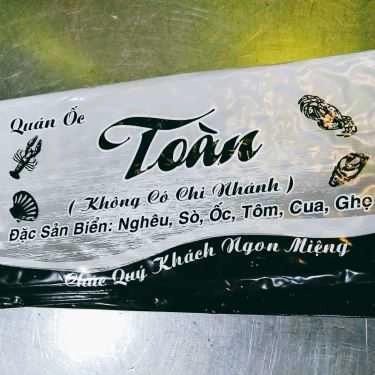 Quán Ốc
Toàn
( Không Có Chi Nhánh )
Đặc Sản Biển: Nghêu, Sò, Ốc, Tôm, Cua, Ghẹ
Chúc Quý Khách Ngon Miệng